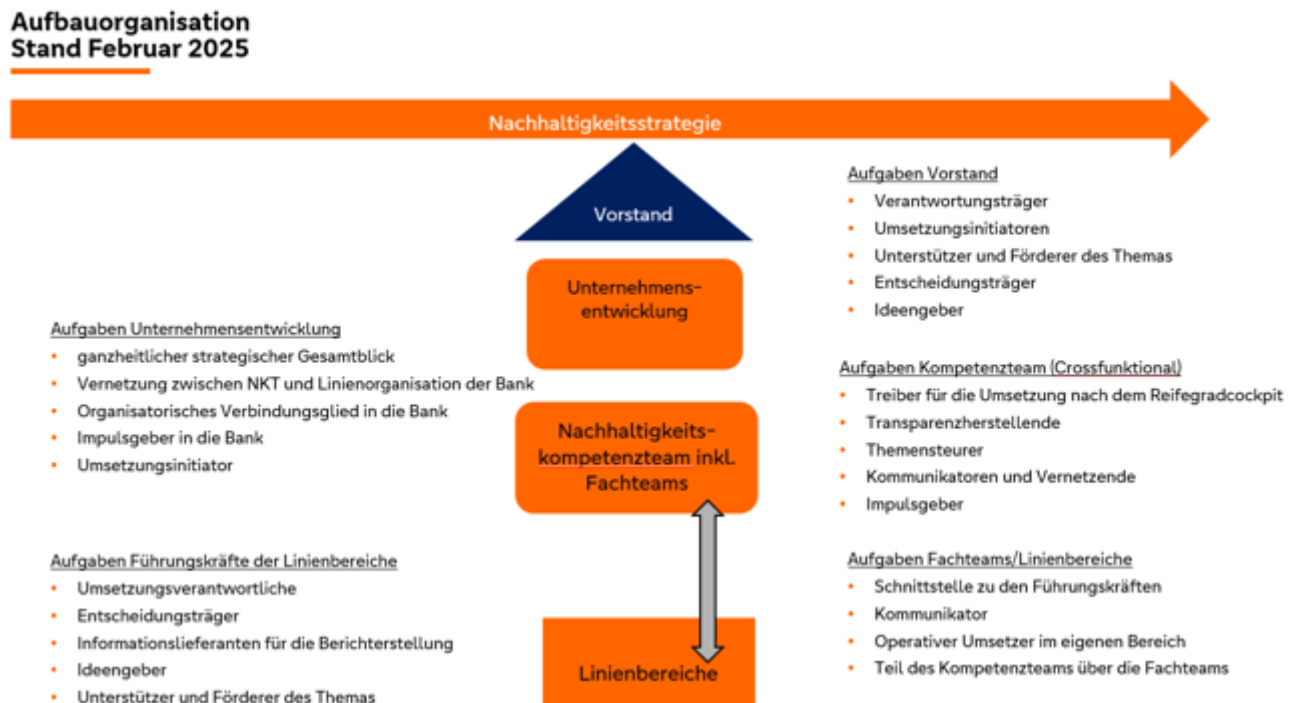 Aufbauorganisation
Stand Februar 2025
Nachhaltigkeitsstrategie
Vorstand
Unternehmens-
entwicklung
Nachhaltigkeits-
kompetenzteam inkl.
Fachteams
Linienbereiche
Aufgaben Unternehmensentwicklung
• ganzheitlicher strategischer Gesamtblick
• Vernetzung zwischen NKT und Linienorganisation der Bank
• Organisatorisches Verbindungsglied in die Bank
• Impulsgeber in die Bank
• Umsetzungsinitiator
Aufgaben Führungskräfte der Linienbereiche
• Umsetzungsverantwortliche
• Entscheidungsträger
• Informationslieferanten für die Berichterstellung
• Ideengeber
• Unterstützer und Förderer des Themas
Aufgaben Vorstand
• Verantwortungsträger
• Umsetzungsinitiatoren
• Unterstützer und Förderer des Themas
• Entscheidungsträger
• Ideengeber
Aufgaben Kompetenzteam (Crossfunktional)
• Treiber für die Umsetzung nach dem Reifegradcockpit
• Transparenzherstellende
• Themensteurer
• Kommunikatoren und Vernetzende
• Impulsgeber
Aufgaben Fachteams/Linienbereiche
• Schnittstelle zu den Führungskräften
• Kommunikator
• Operativer Umsetzer im eigenen Bereich
• Teil des Kompetenzteams über die Fachteams